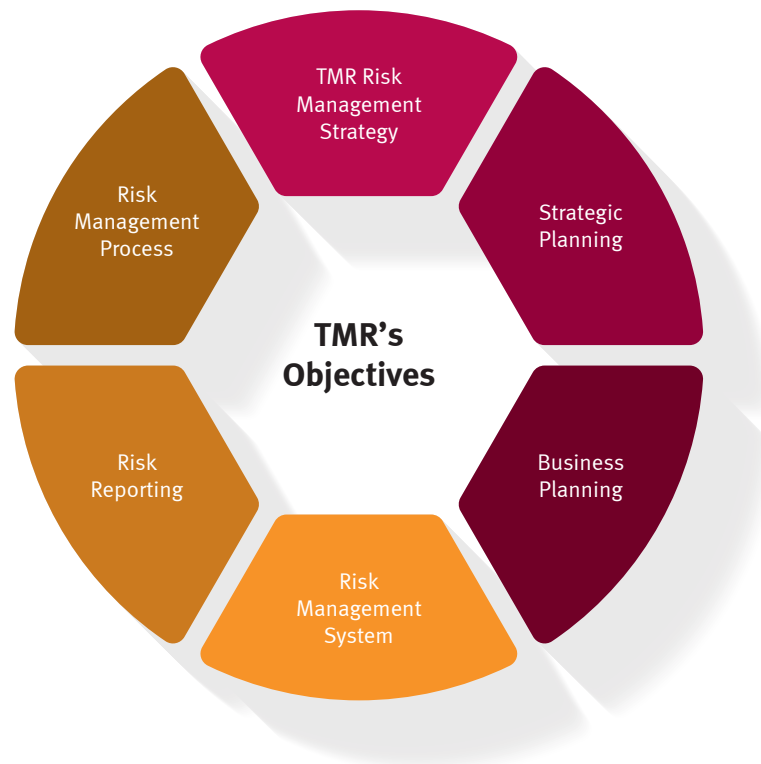 TMR Risk
Management
Strategy
Strategic
Planning
Business
Planning
Risk
Management
System
Risk
Reporting
Risk
Management
Process
TMR’s
Objectives